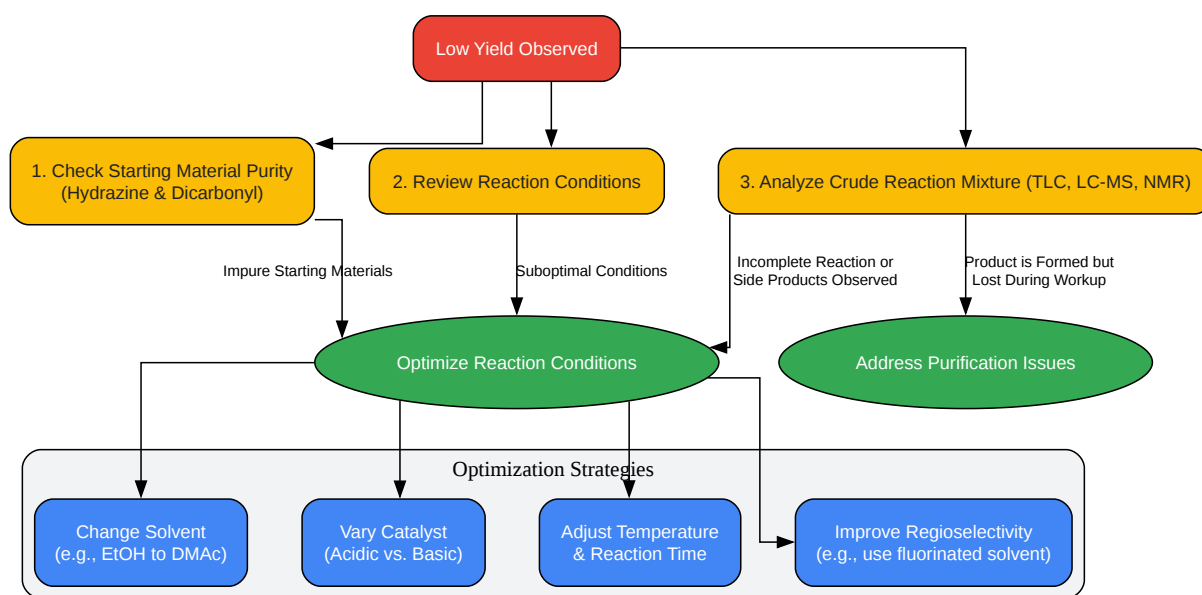 Low Yield Observed
1. Check Starting Material Purity
(Hydrazine & Dicarbonyl)
2. Review Reaction Conditions
3. Analyze Crude Reaction Mixture (TLC, LC-MS, NMR)
Impure Starting Materials
Suboptimal Conditions
Incomplete Reaction or
Side Products Observed
Product is Formed but
Lost During Workup
Optimize Reaction Conditions
Address Purification Issues
Optimization Strategies
Change Solvent
(e.g., EtOH to DMAc)
Vary Catalyst
(Acidic vs. Basic)
Adjust Temperature
& Reaction Time
Improve Regioselectivity
(e.g., use fluorinated solvent)